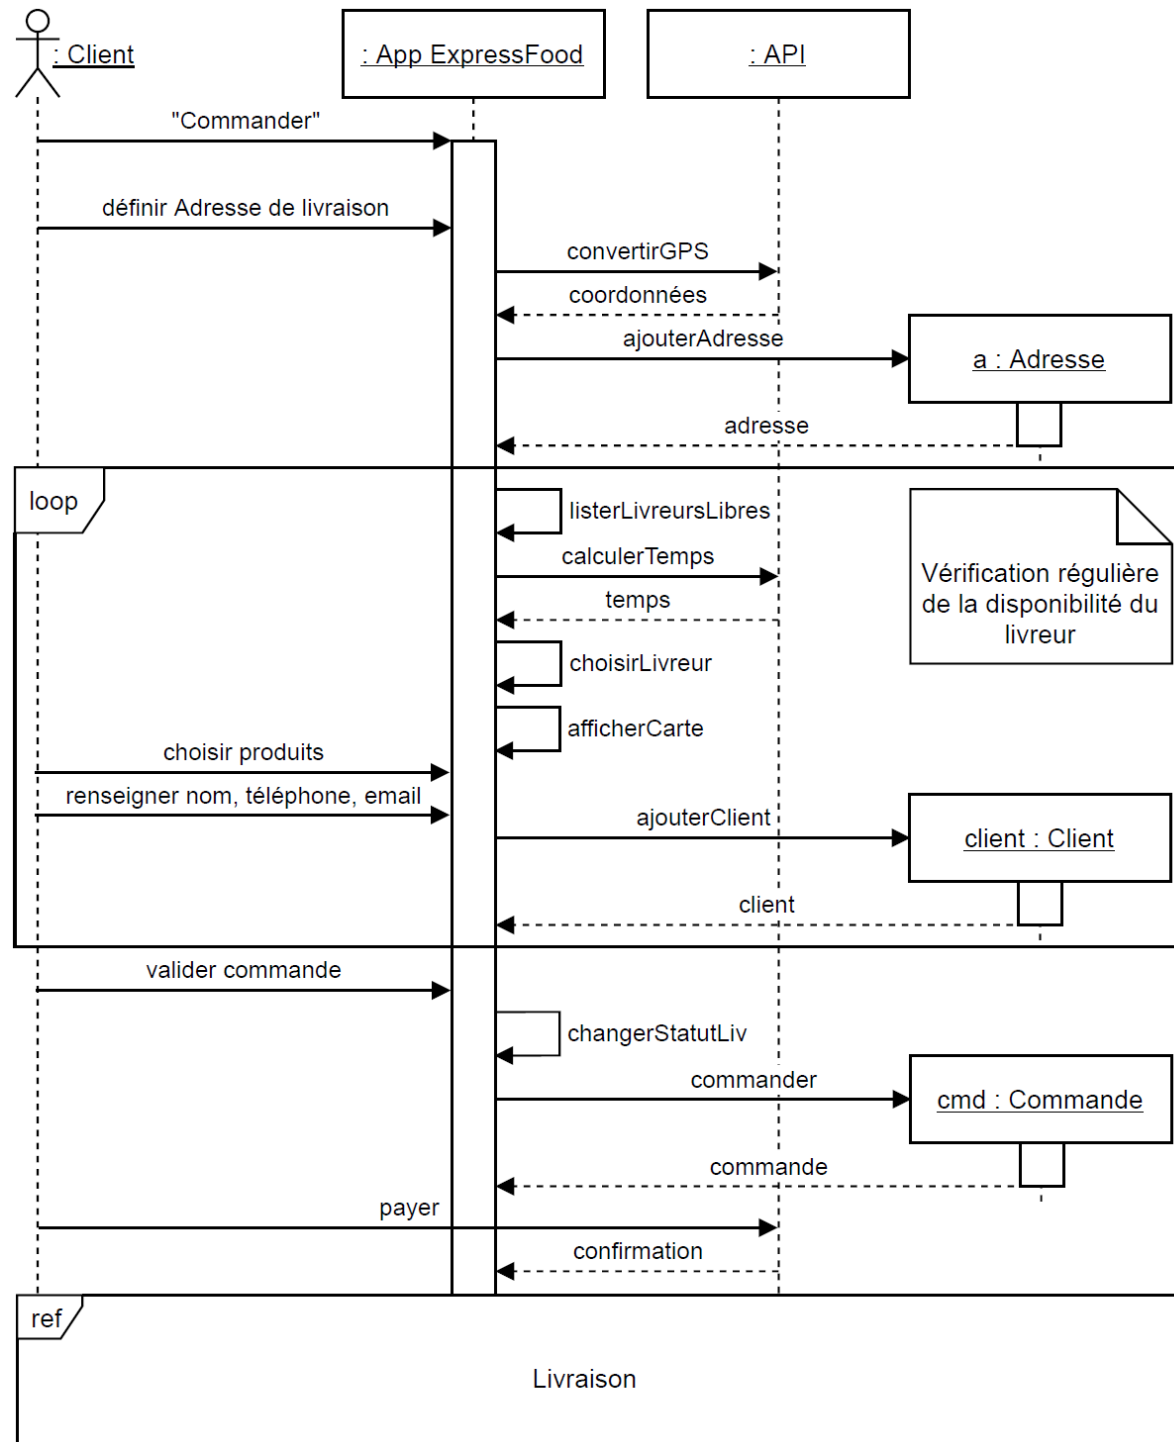 : Client
: App ExpressFood
: API
"Commander"
définir Adresse de livraison
convertirGPS
coordonnées
ajouterAdresse
a : Adresse
adresse
loop
listerLivreursLibres
calculerTemps
temps
Vérification régulière
de la disponibilité du
livreur
choisirLivreur
afficherCarte
choisir produits
renseigner nom, téléphone, email
ajouterClient
client : Client
client
valider commande
changerStatutLiv
commander
cmd : Commande
commande
payer
confirmation
ref
Livraison